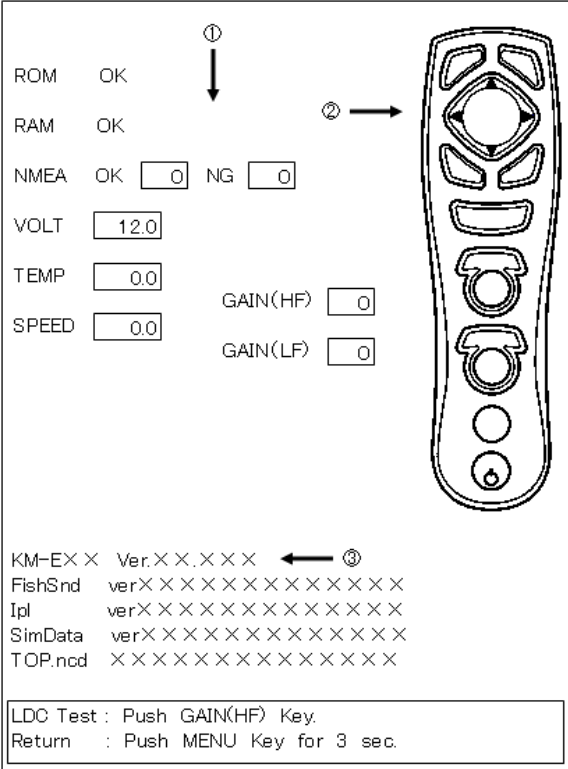 ①
ROM OK
②
RAM OK
NMEA OK 0 NG 0
VOLT 12.0
TEMP 0.0
GAIN(HF) 0
SPEED 0.0
GAIN(LF) 0
KM-E×× Ver.××.××× ③
FishSnd ver×××××××××××××
Ipl ver×××××××××××××
SimData ver×××××××××××××
TOP.ncd ××××××××××××××
LDC Test : Push GAIN(HF) Key.
Return : Push MENU Key for 3 sec.